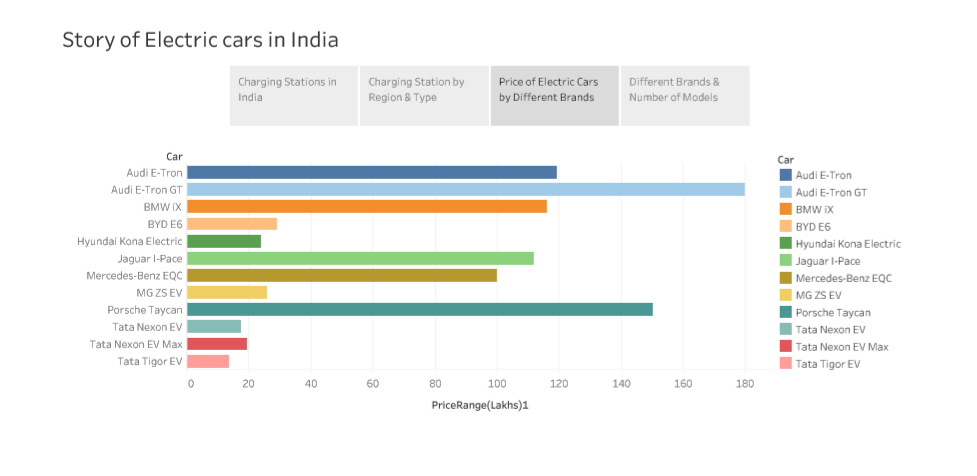 Story of Electric cars in India
Charging Stations in
India
Charging Station by
Region & Type
Price of Electric Cars
by Different Brands
Different Brands &
Number of Models
Car
Audi E-Tron
Audi E-Tron GT
BMW iX
BYD E6
Hyundai Kona Electric
Jaguar I-Pace
Mercedes-Benz EQC
MG ZS EV
Porsche Taycan
Tata Nexon EV
Tata Nexon EV Max
Tata Tigor EV
0 20 40 60 80 100 120 140 160 180
PriceRange(Lakhs)1
Car
Audi E-Tron
Audi E-Tron GT
BMW iX
BYD E6
Hyundai Kona Electric
Jaguar I-Pace
Mercedes-Benz EQC
MG ZS EV
Porsche Taycan
Tata Nexon EV
Tata Nexon EV Max
Tata Tigor EV